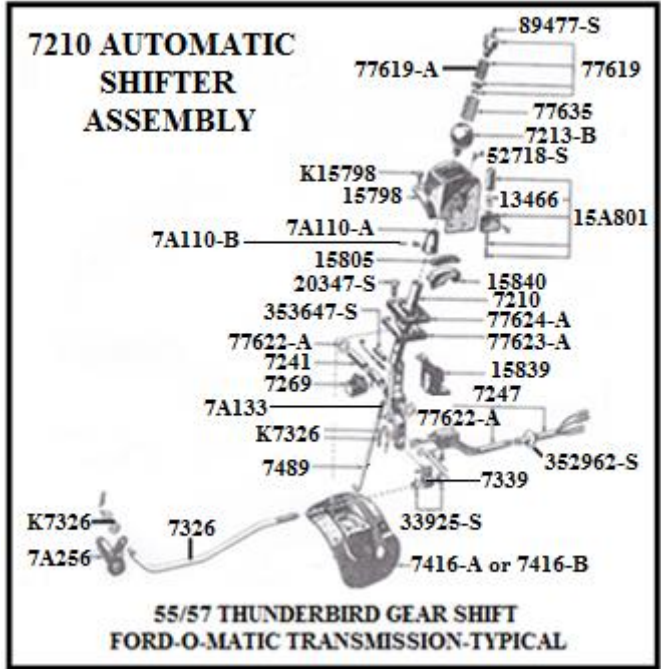 7210 AUTOMATIC
SHIFTER
ASSEMBLY
89477-S
77619-A
77619
77635
7213-B
52718-S
K15798
15798
13466
15A801
7A110-A
7A110-B
15805
15840
20347-S
7210
353647-S
77624-A
77622-A
77623-A
7241
15839
7269
7247
7A133
77622-A
K7326
352962-S
7489
7339
K7326
7326
33925-S
7A256
7416-A or 7416-B
55/57 THUNDERBIRD GEAR SHIFT
FORD-O-MATIC TRANSMISSION-TYPICAL